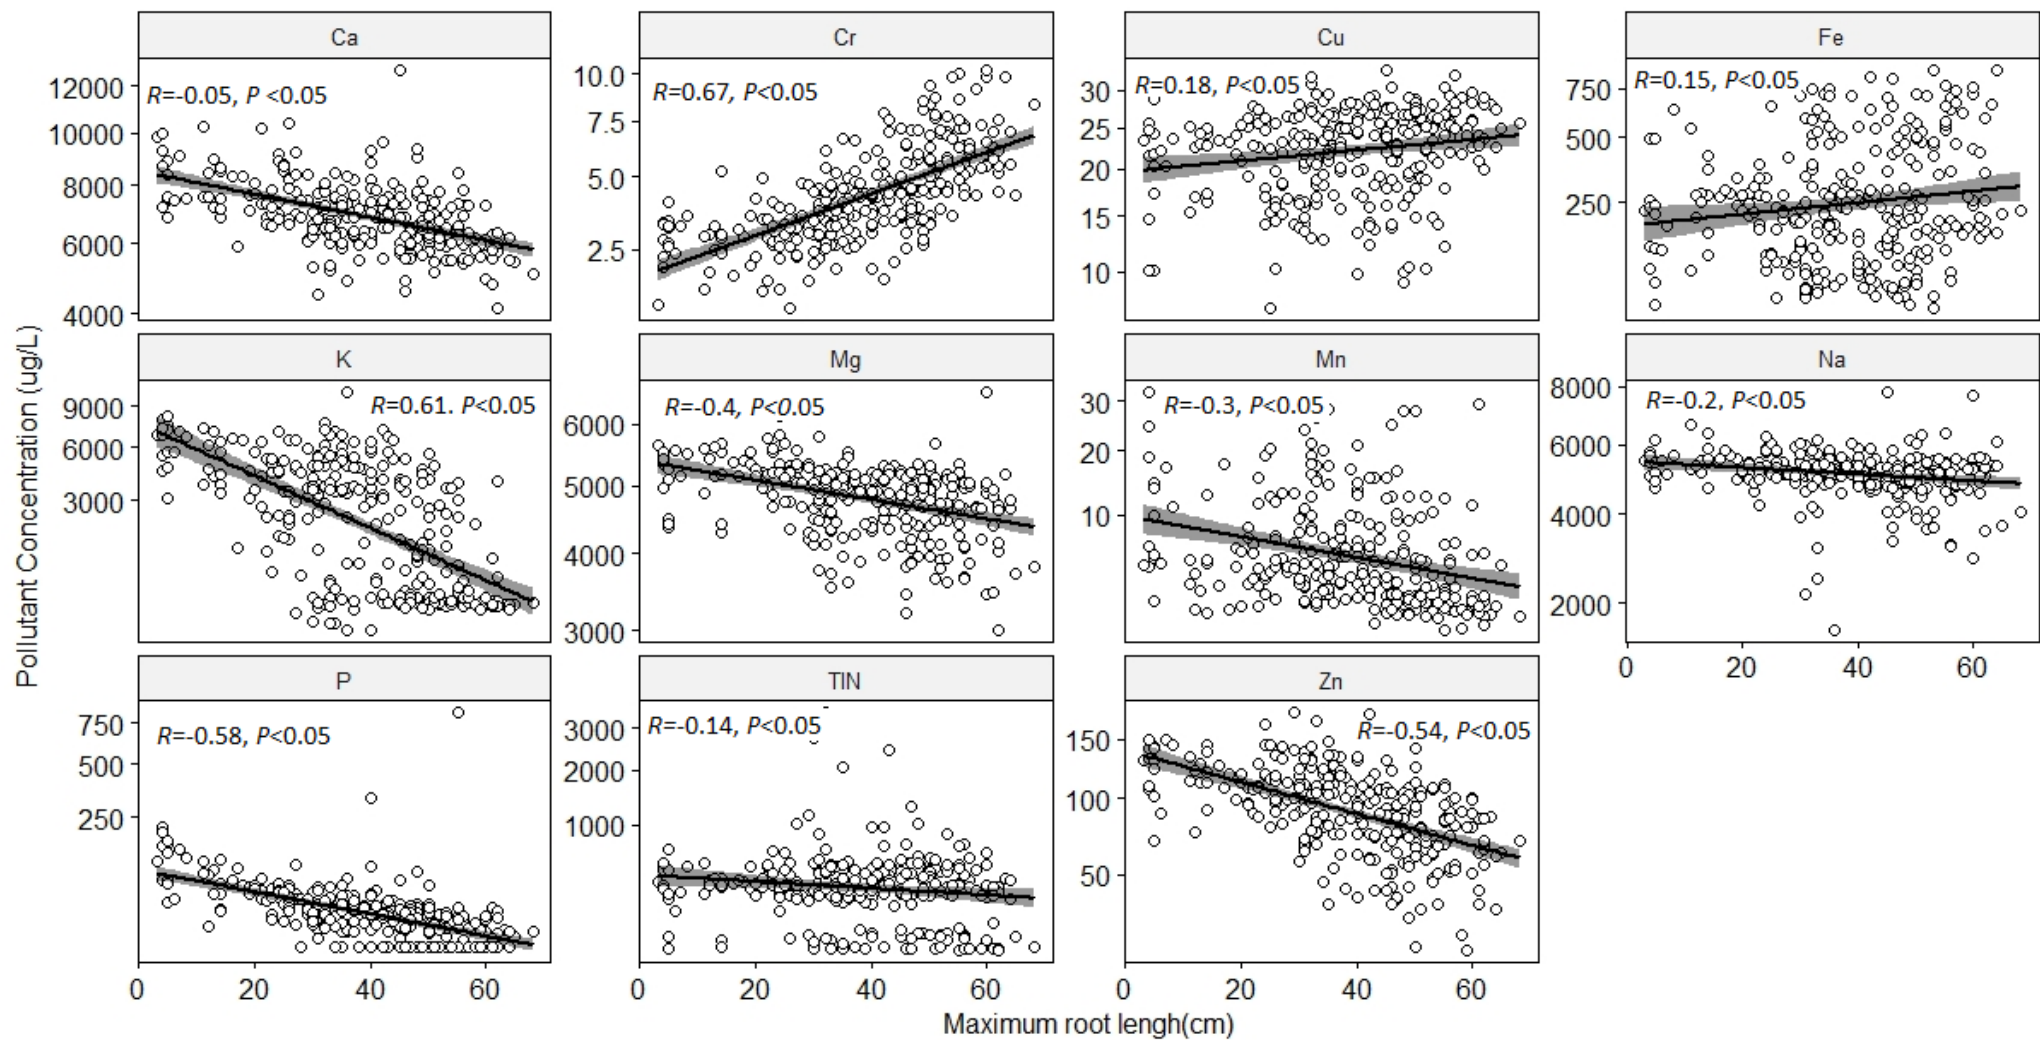 Ca
Cr
Cu
Fe
R=-0.05, P <0.05
R=0.67, P<0.05
R=0.18, P<0.05
R=0.15, P<0.05
12000
10000
8000
6000
4000
10.0
7.5
5.0
2.5
30
25
20
15
10
750
500
250
K
Mg
Mn
Na
R=0.61. P<0.05
R=-0.4, P<0.05
R=-0.3, P<0.05
R=-0.2, P<0.05
9000
6000
3000
6000
5000
4000
3000
30
20
10
8000
6000
4000
2000
0 20 40 60
P
TIN
Zn
R=-0.58, P<0.05
R=-0.14, P<0.05
R=-0.54, P<0.05
750
500
250
3000
2000
1000
150
100
50
0 20 40 60
0 20 40 60
0 20 40 60
Pollutant Concentration (ug/L)
Maximum root lengh(cm)